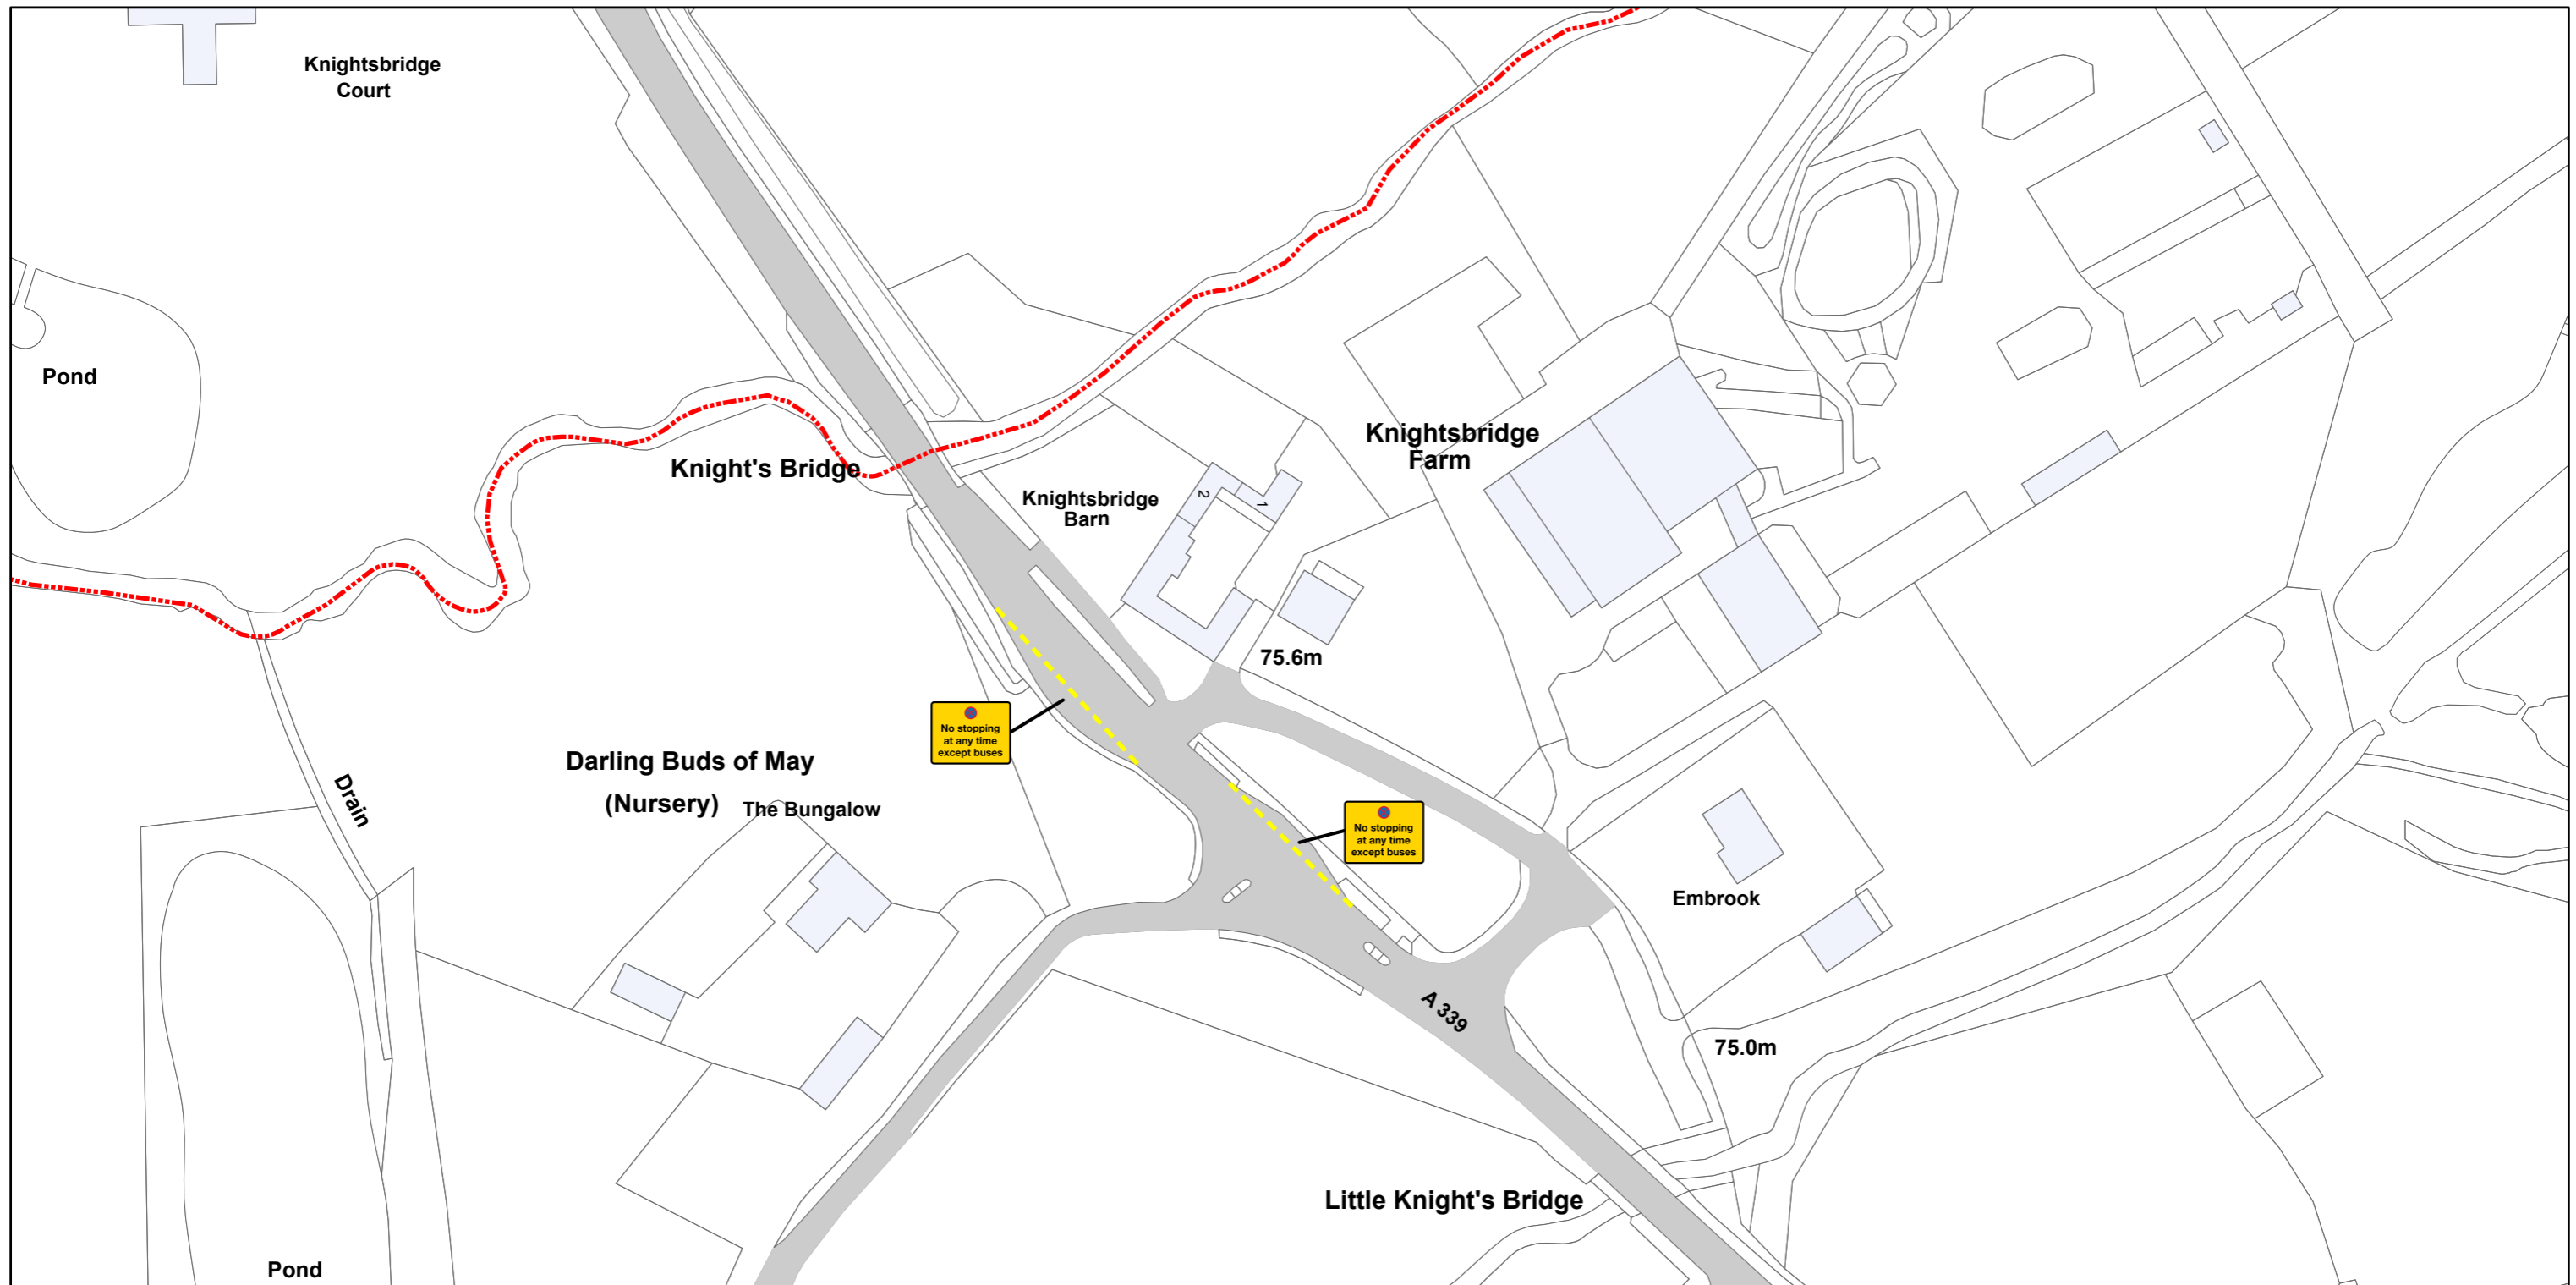 Knightsbridge
Court
Pond
Knight's Bridge
Knightsbridge
Farm
Knightsbridge
Barn
2
1
75.6m
No stopping
at any time
except buses
Darling Buds of May
(Nursery)
The Bungalow
Drain
No stopping
at any time
except buses
Embrook
A 339
75.0m
Little Knight's Bridge
Pond